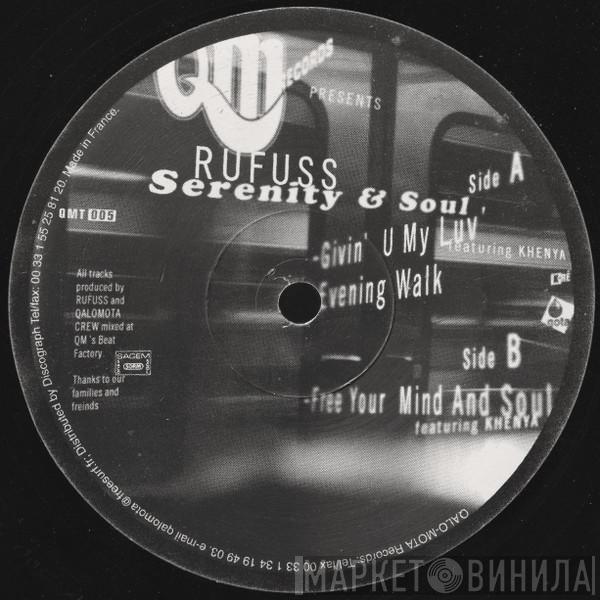 QM RECORDS
PRESENTS
RUFUSS
Serenity & Soul
Side A
-Givin' U My Luv'
featuring KHENYA
Evening Walk
Side B
-Free Your Mind And Soul
featuring KHENYA
QMT 005
All tracks
produced by
RUFUSS and
QALOMOTA
CREW mixed at
QM 's Beat
Factory.
SACEM
SDRM
Thanks to our
families and
freinds
QALO-MOTA Records:Tel/fax 00 33 1 34 19 49 03. e-mail qalomota@freesurf.fr; Distributed by Discograph Tel/fax: 00 33 1 55 25 81 20. Made in France.
МАРКЕТ ВИНИЛА